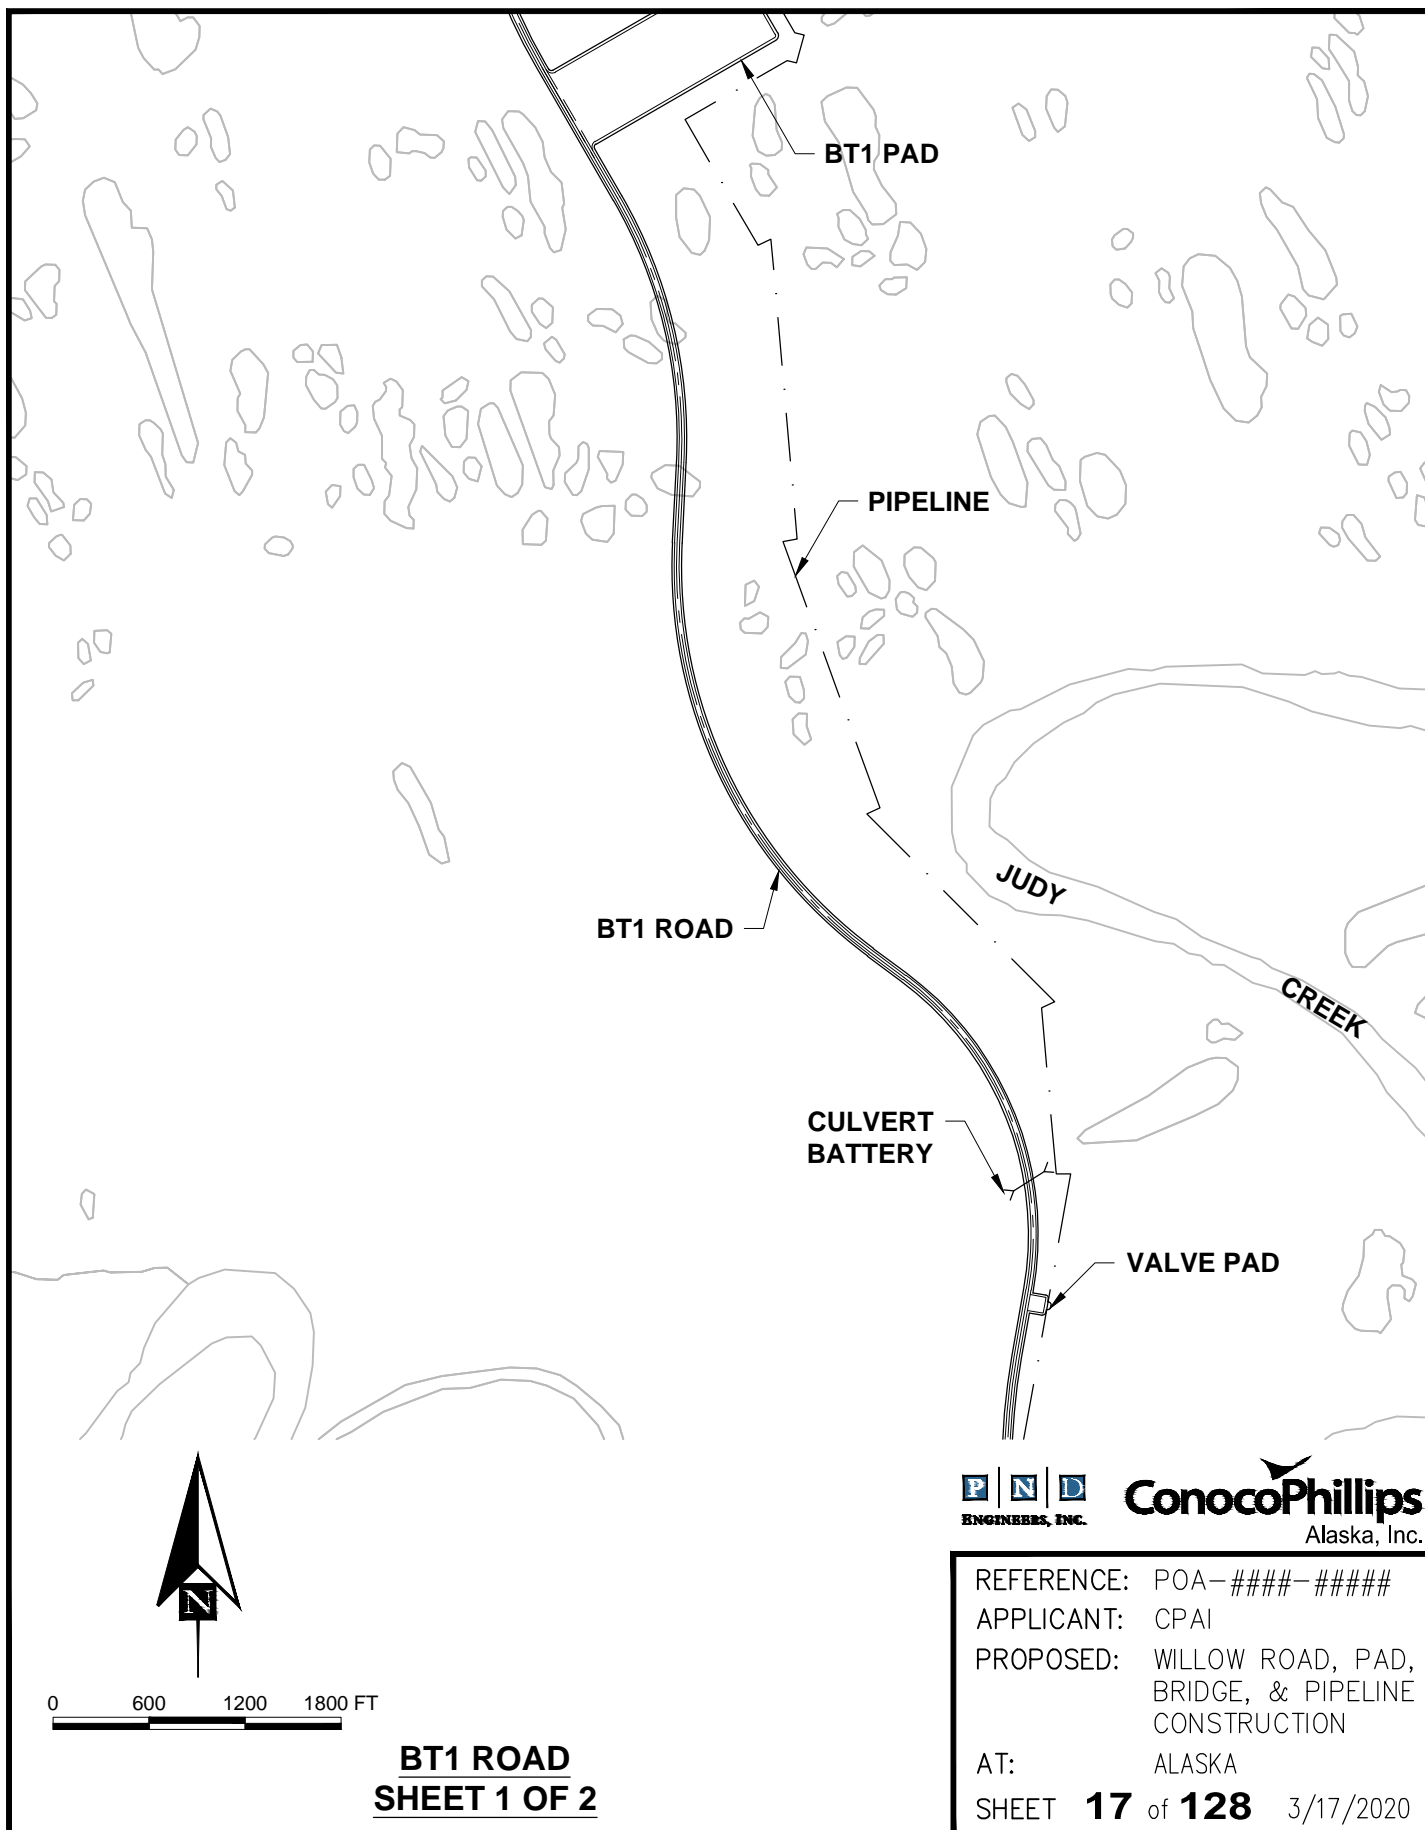 BT1 PAD
PIPELINE
JUDY
BT1 ROAD
CREEK
CULVERT
BATTERY
VALVE PAD
P N D
ENGINEERS, INC.
ConocoPhillips
Alaska, Inc.
N
0 600 1200 1800 FT
BT1 ROAD
SHEET 1 OF 2
REFERENCE: POA-####-#####
APPLICANT: CPAI
PROPOSED: WILLOW ROAD, PAD,
BRIDGE, & PIPELINE
CONSTRUCTION
AT: ALASKA
SHEET 17 of 128 3/17/2020